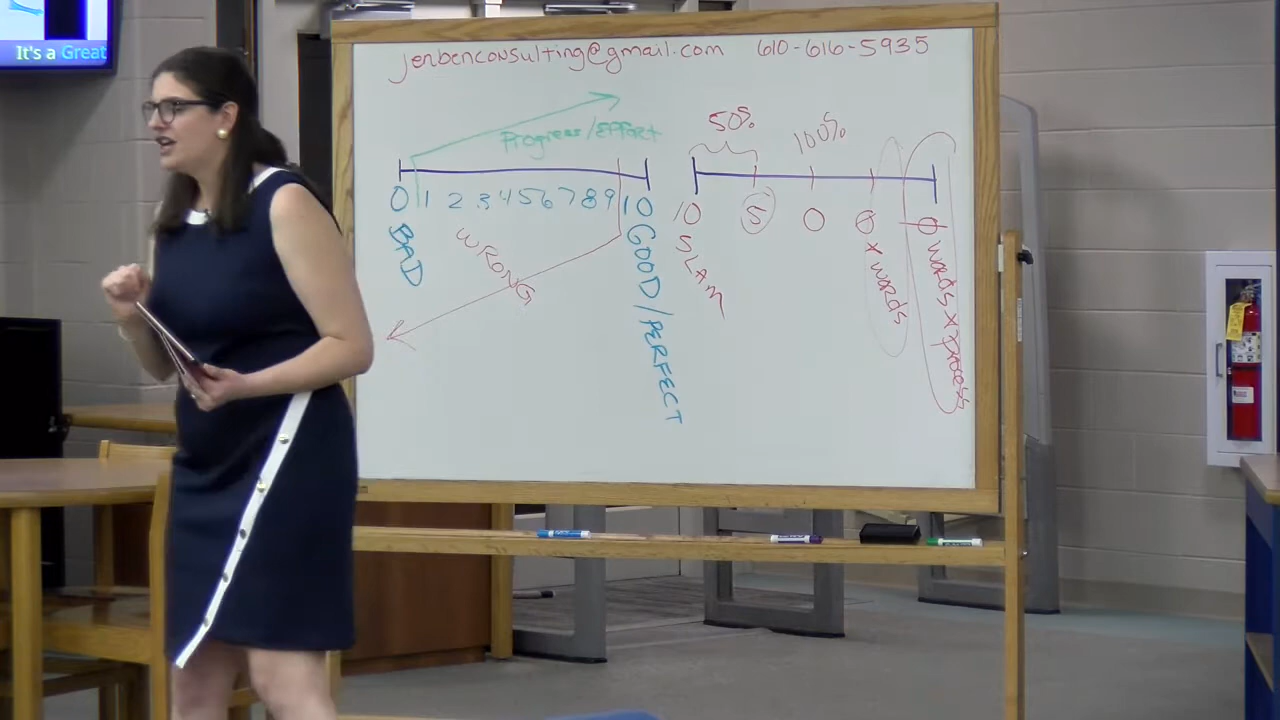 It's a Great
jenbenconsulting@gmail.com 610-616-5935
Progress/Effort
50%
100%
0 1 2 3 4 5 6 7 8 9 10
BAD
WRONG
GOOD/PERFECT
10 5 0 0 0
SLAM
x words
words x process